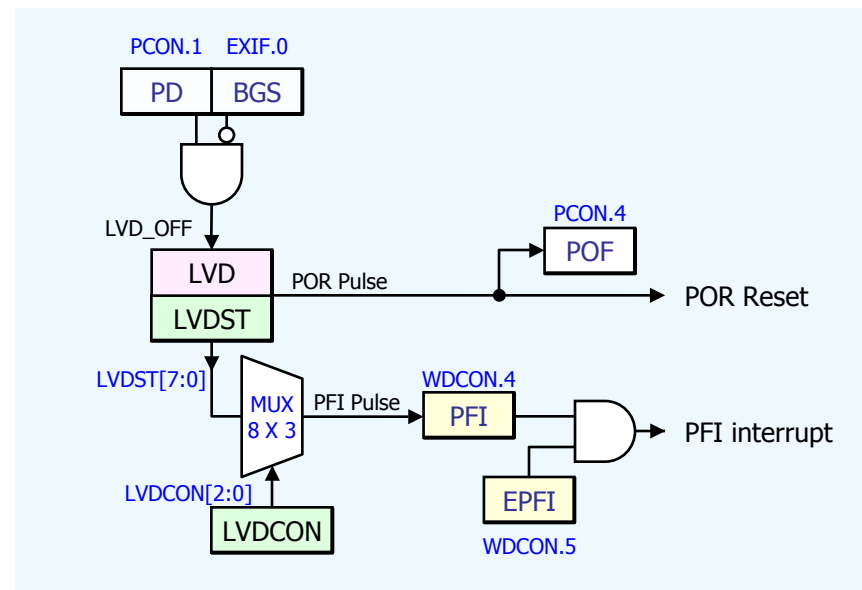 PCON.1 EXIF.0
PD BGS
LVD_OFF
PCON.4
POF
LVD
POR Pulse
POR Reset
LVDST
LVDST[7:0]
MUX
8 X 3
PFI Pulse
WDCON.4
PFI
PFI interrupt
LVDCON[2:0]
LVDCON
EPFI
WDCON.5